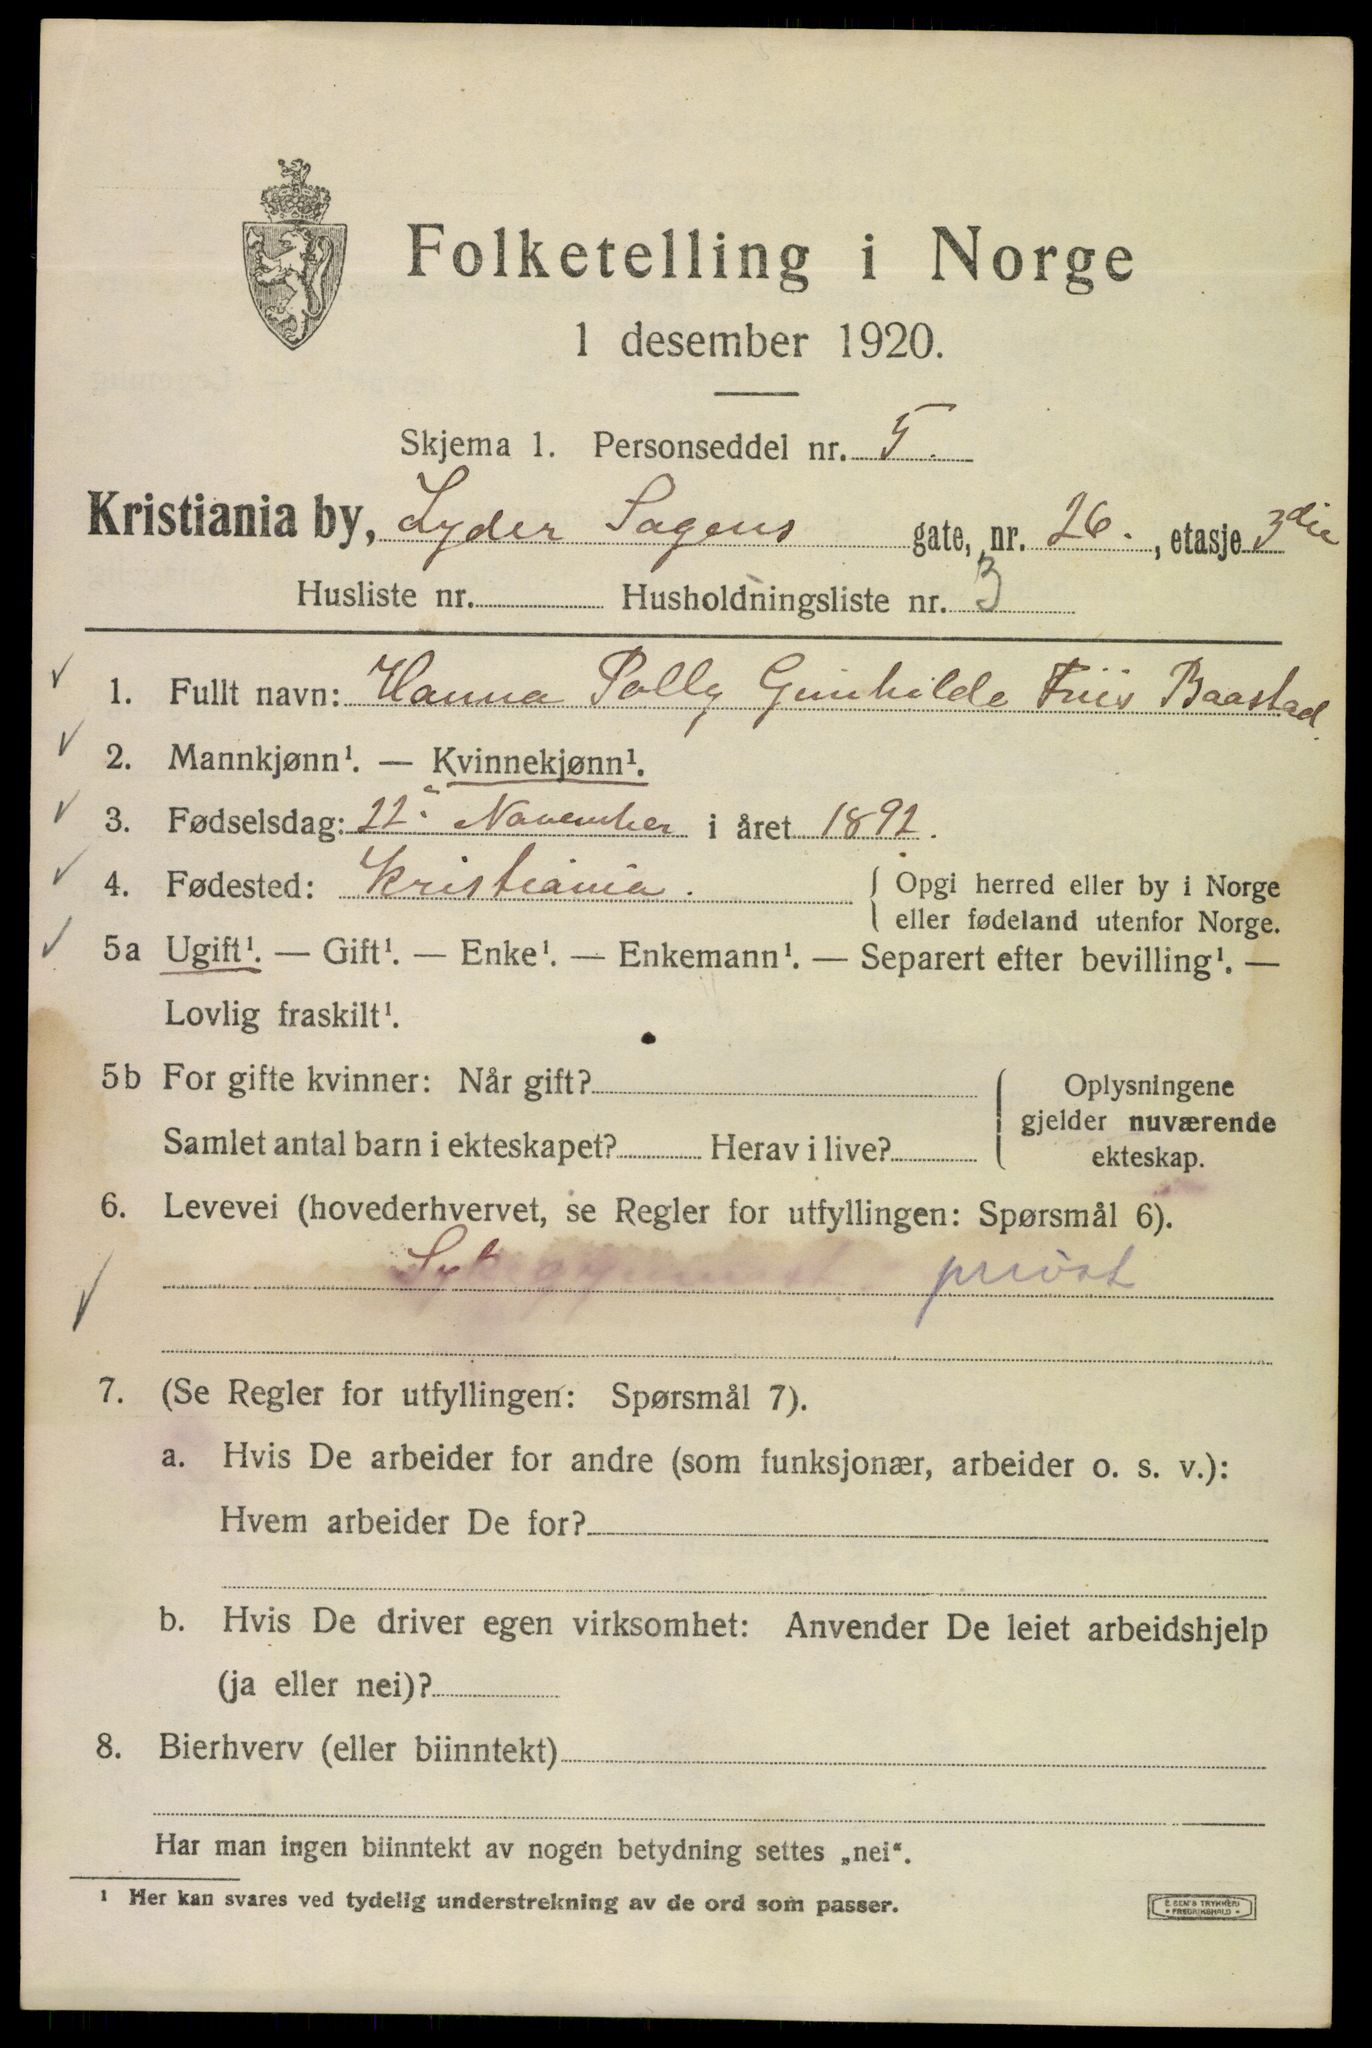 Folketelling i Norge
1 desember 1920.
Skjema 1. Personseddel nr. 5.
Kristiania by, Lyder Sagens gate, nr. 26., etasje 3die
Husliste nr. Husholdningsliste nr. 3
1. Fullt navn: Hanna Polly Gunhilde Friis Baastad.
2. Mannkjønn¹. — Kvinnekjønn¹.
3. Fødselsdag: 22. November i året 1892.
4. Fødested: Kristiania. { Opgi herred eller by i Norge
eller fødeland utenfor Norge.
5a Ugift¹. — Gift¹. — Enke¹. — Enkemann¹. — Separert efter bevilling¹. —
Lovlig fraskilt¹.
5b For gifte kvinner: Når gift? { Oplysningene
gjelder nuværende
Samlet antal barn i ekteskapet? Herav i live?
ekteskap.
6. Levevei (hovederhvervet, se Regler for utfyllingen: Spørsmål 6).
Sykegymnast privat
7. (Se Regler for utfyllingen: Spørsmål 7).
a. Hvis De arbeider for andre (som funksjonær, arbeider o. s. v.):
Hvem arbeider De for?
b. Hvis De driver egen virksomhet: Anvender De leiet arbeidshjelp
(ja eller nei)?
8. Bierhverv (eller biinntekt)
Har man ingen biinntekt av nogen betydning settes „nei“.
¹ Her kan svares ved tydelig understrekning av de ord som passer.
TRYKKERI
FREDRIKSHALD